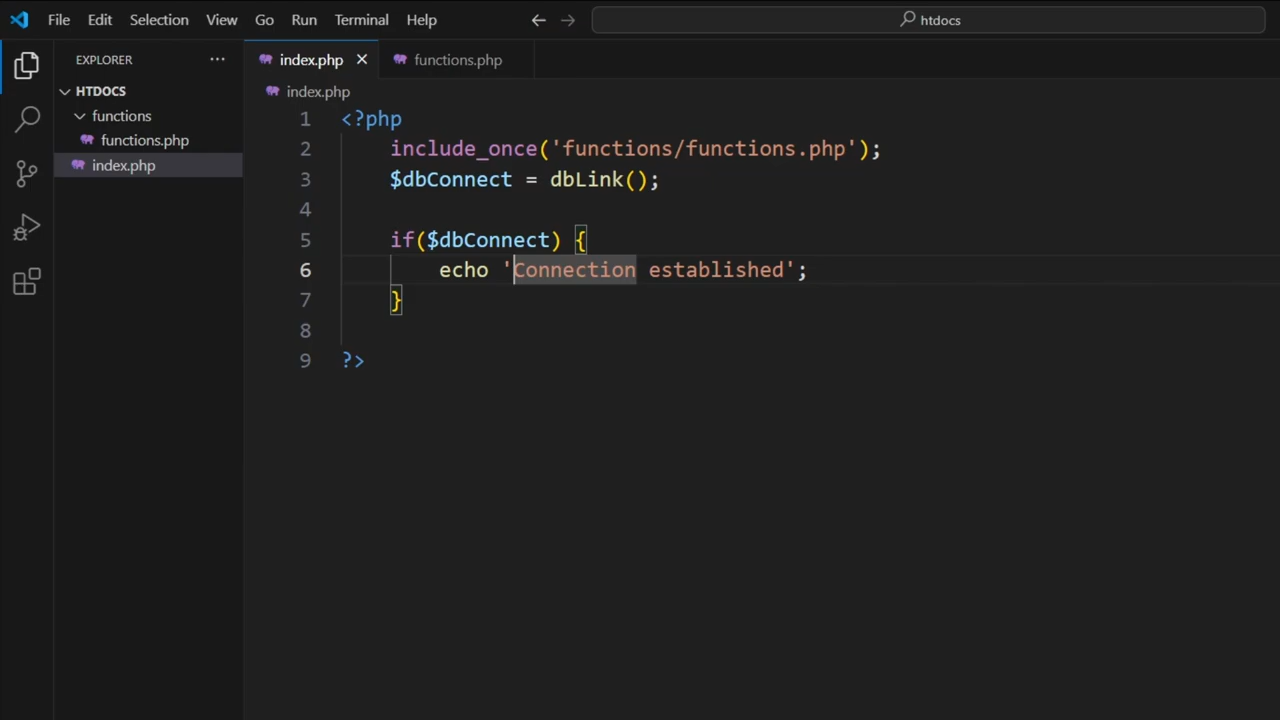 File Edit Selection View Go Run Terminal Help
htdocs
EXPLORER
HTDOCS
functions
functions.php
index.php
index.php functions.php
index.php
1 <?php
2 include_once('functions/functions.php');
3 $dbConnect = dbLink();
4
5 if($dbConnect) {
6 echo 'Connection established';
7 }
8
9 ?>